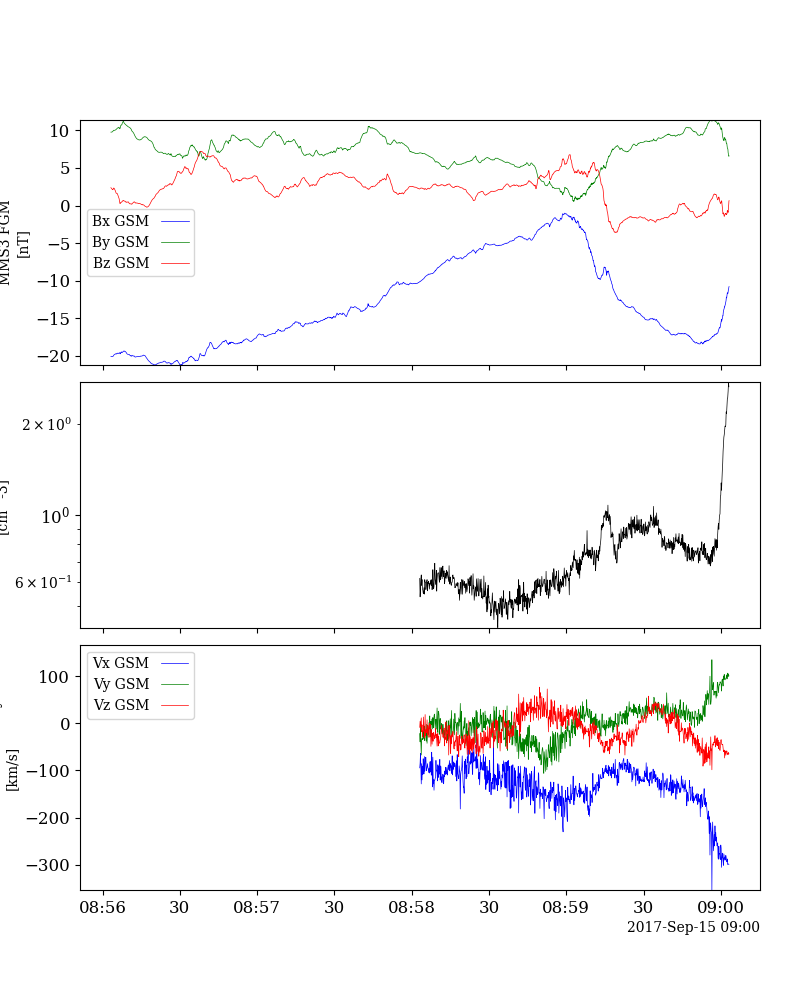 10
5
0
−5
−10
−15
−20
MMS3 FGM
[nT]
Bx GSM
By GSM
Bz GSM
2 × 10⁰
10⁰
6 × 10⁻¹
Vx GSM
Vy GSM
Vz GSM
100
0
−100
−200
−300
[km/s]
08:56
30
08:57
30
08:58
30
08:59
30
09:00
2017-Sep-15 09:00